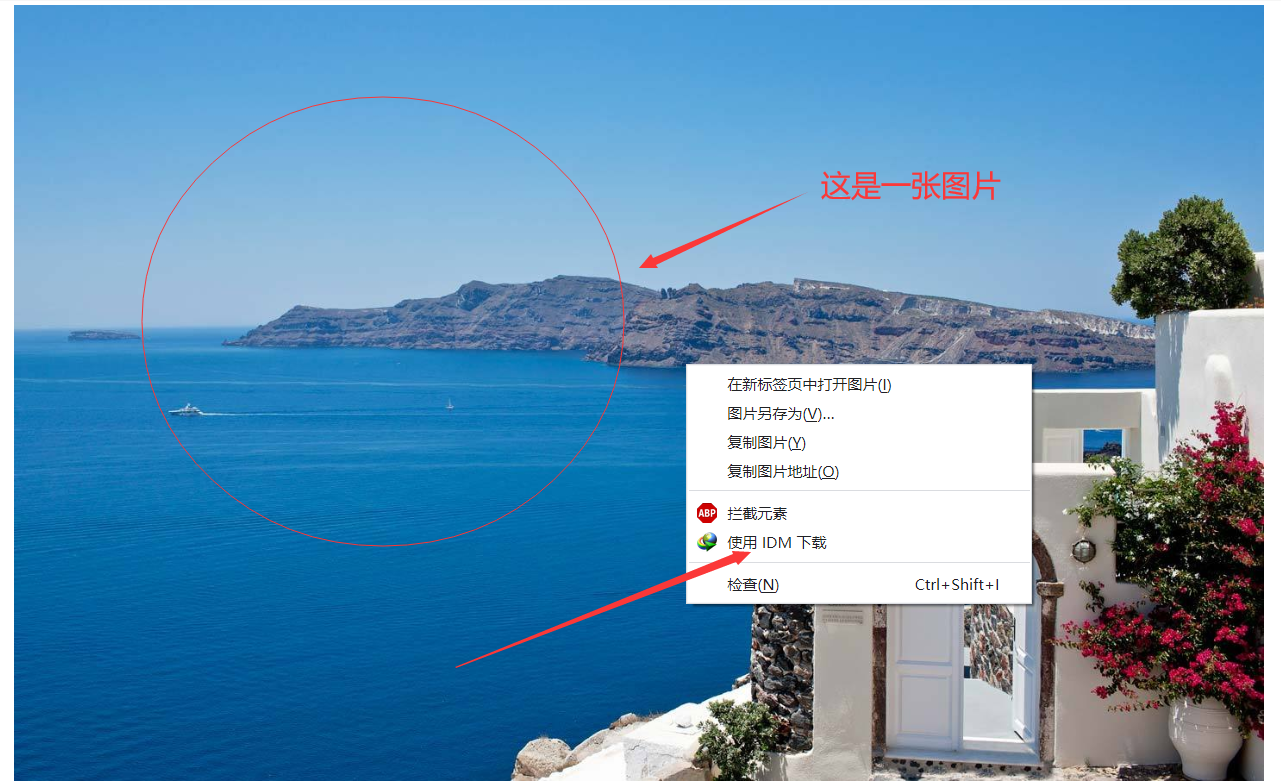 这是一张图片
在新标签页中打开图片(I)
图片另存为(V)...
复制图片(Y)
复制图片地址(O)
ABP 拦截元素
使用 IDM 下载
检查(N) Ctrl+Shift+I